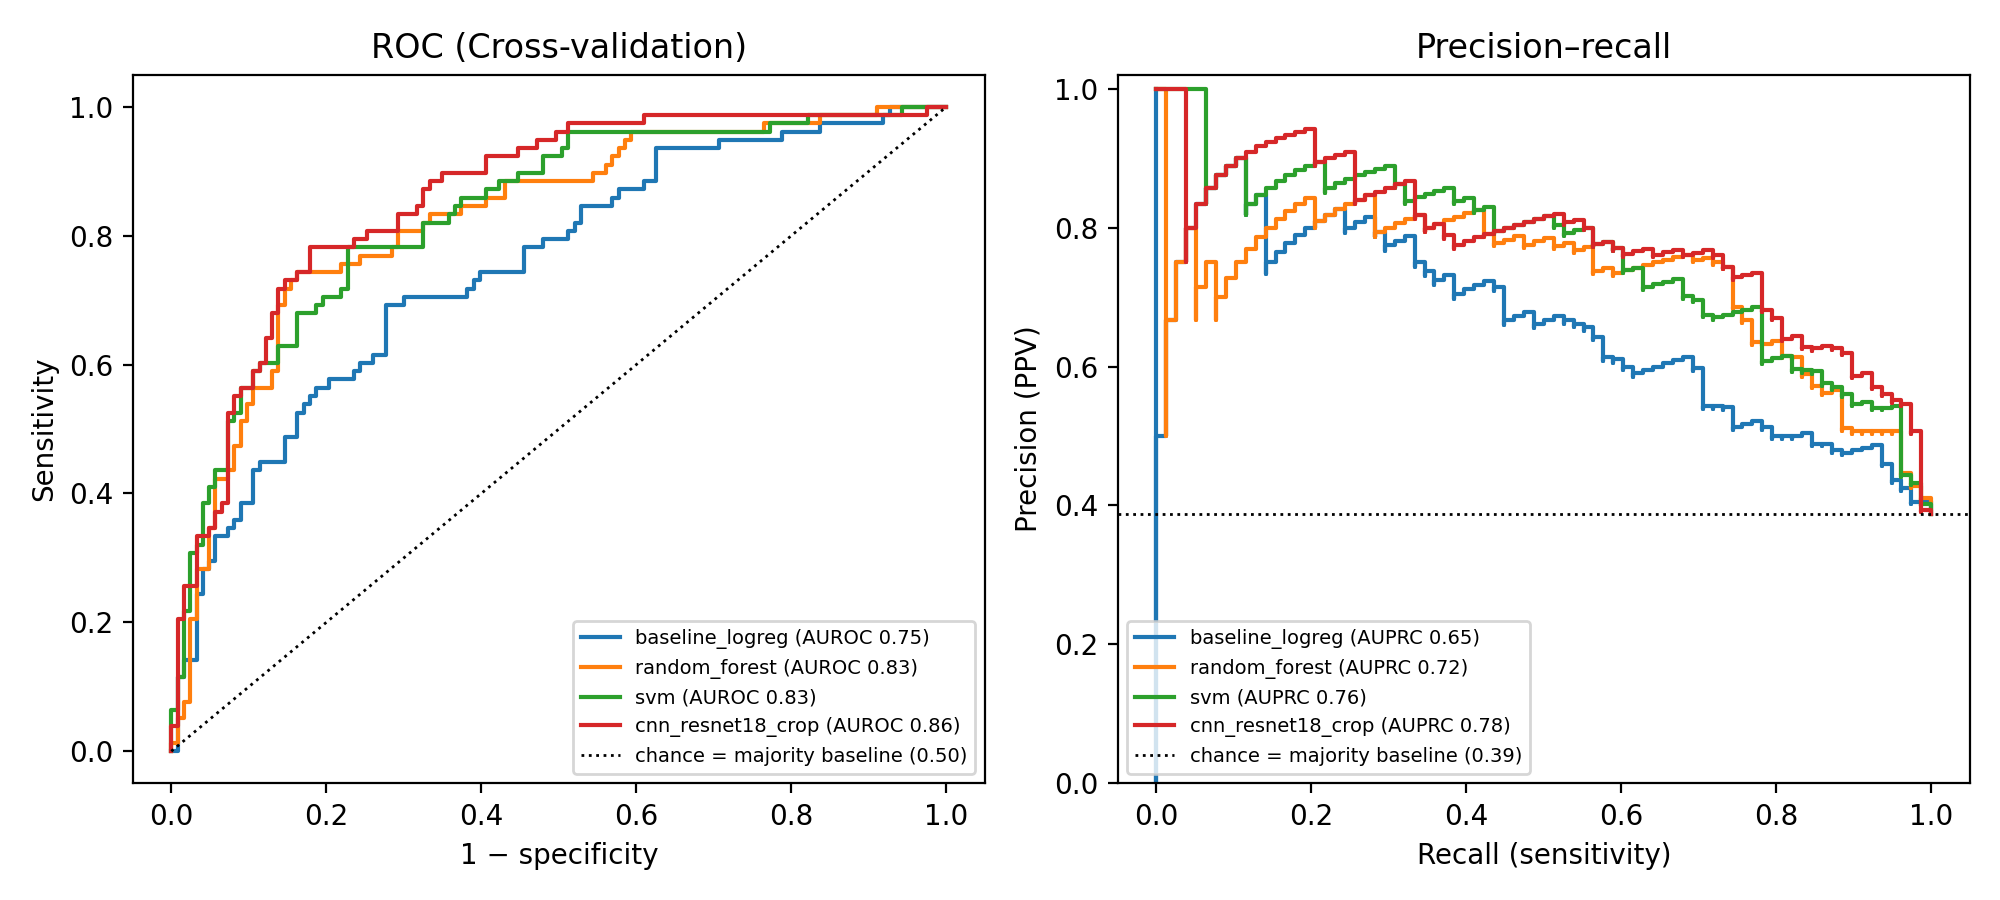 ROC (Cross-validation)
Sensitivity
1.0
0.8
0.6
0.4
0.2
0.0
0.0 0.2 0.4 0.6 0.8 1.0
1 − specificity
baseline_logreg (AUROC 0.75)
random_forest (AUROC 0.83)
svm (AUROC 0.83)
cnn_resnet18_crop (AUROC 0.86)
chance = majority baseline (0.50)
Precision–recall
Precision (PPV)
1.0
0.8
0.6
0.4
0.2
0.0
0.0 0.2 0.4 0.6 0.8 1.0
Recall (sensitivity)
baseline_logreg (AUPRC 0.65)
random_forest (AUPRC 0.72)
svm (AUPRC 0.76)
cnn_resnet18_crop (AUPRC 0.78)
chance = majority baseline (0.39)